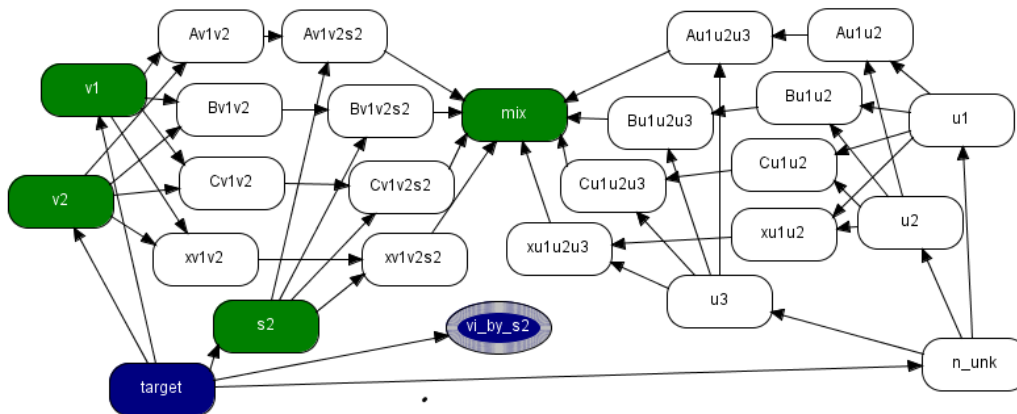 Av1v2
Av1v2s2
Au1u2u3
Au1u2
v1
Bv1v2
Bv1v2s2
mix
Bu1u2u3
Bu1u2
u1
v2
Cv1v2
Cv1v2s2
Cu1u2u3
Cu1u2
xv1v2
xv1v2s2
xu1u2u3
xu1u2
u2
s2
vi_by_s2
u3
target
n_unk